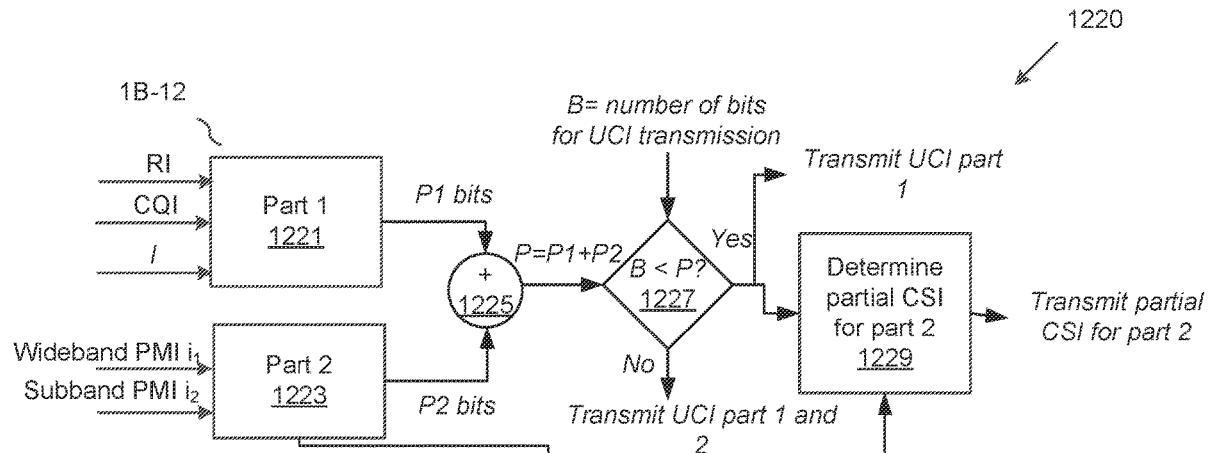 1220
1B-12
B= number of bits
for UCI transmission
Transmit UCI part
1
RI
CQI
I
Part 1
1221
P1 bits
P=P1+P2
+
1225
B < P?
1227
Yes
No
Determine
partial CSI
for part 2
1229
Transmit partial
CSI for part 2
Wideband PMI i₁
Subband PMI i₂
Part 2
1223
P2 bits
Transmit UCI part 1 and
2